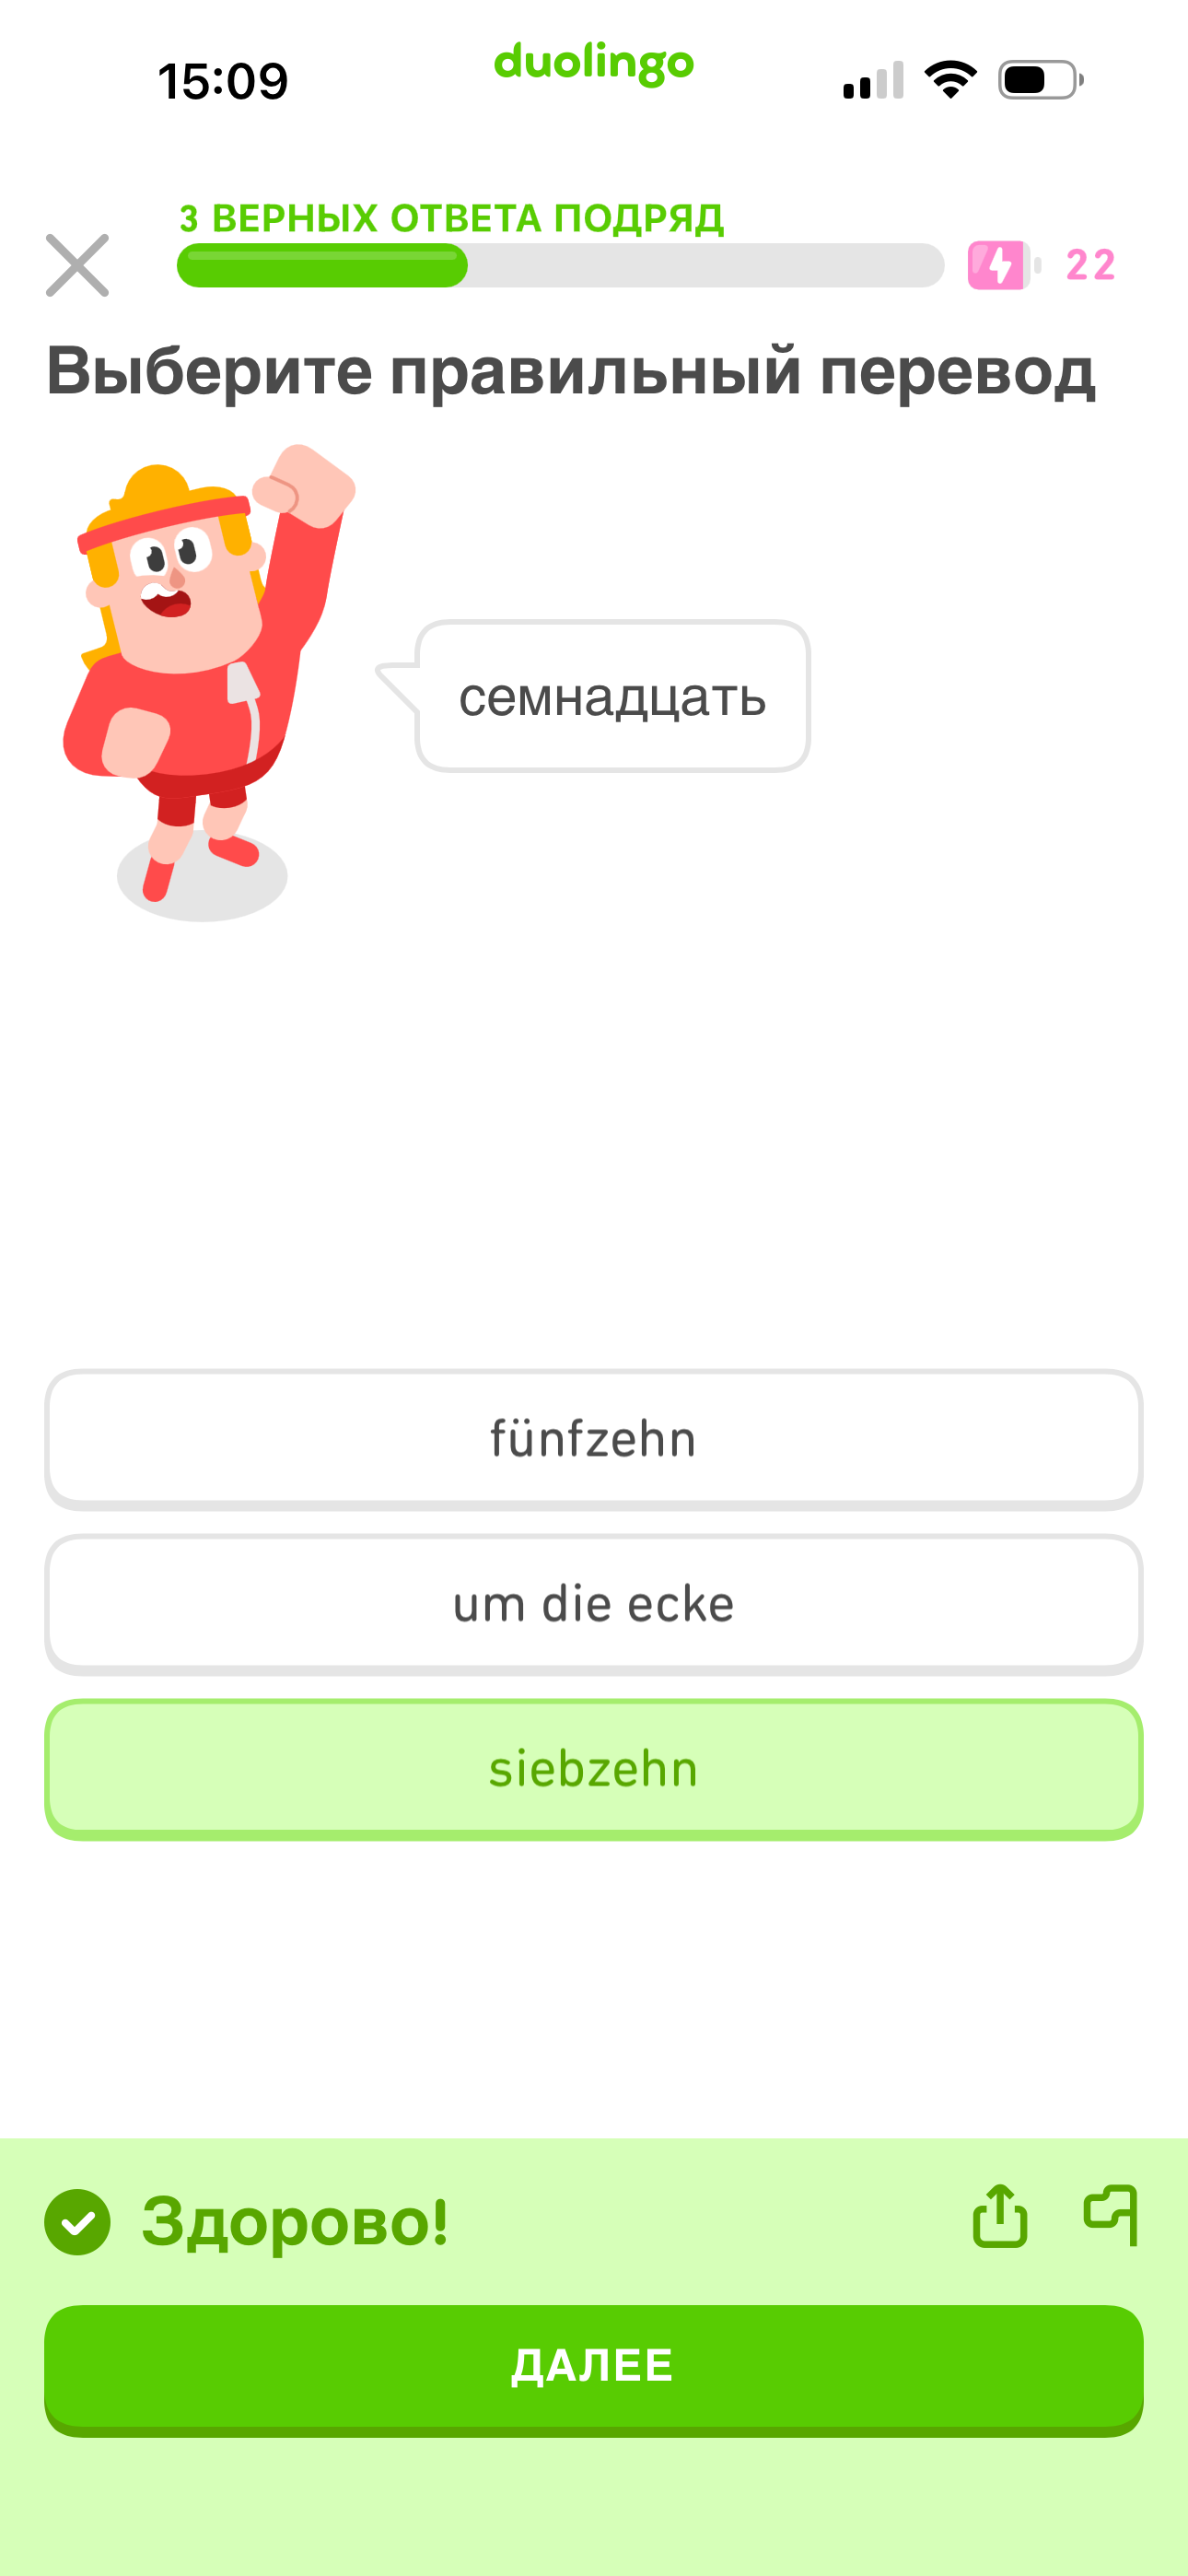 15:09
duolingo
3 ВЕРНЫХ ОТВЕТА ПОДРЯД
22
Выберите правильный перевод
семнадцать
fünfzehn
um die ecke
siebzehn
Здорово!
ДАЛЕЕ